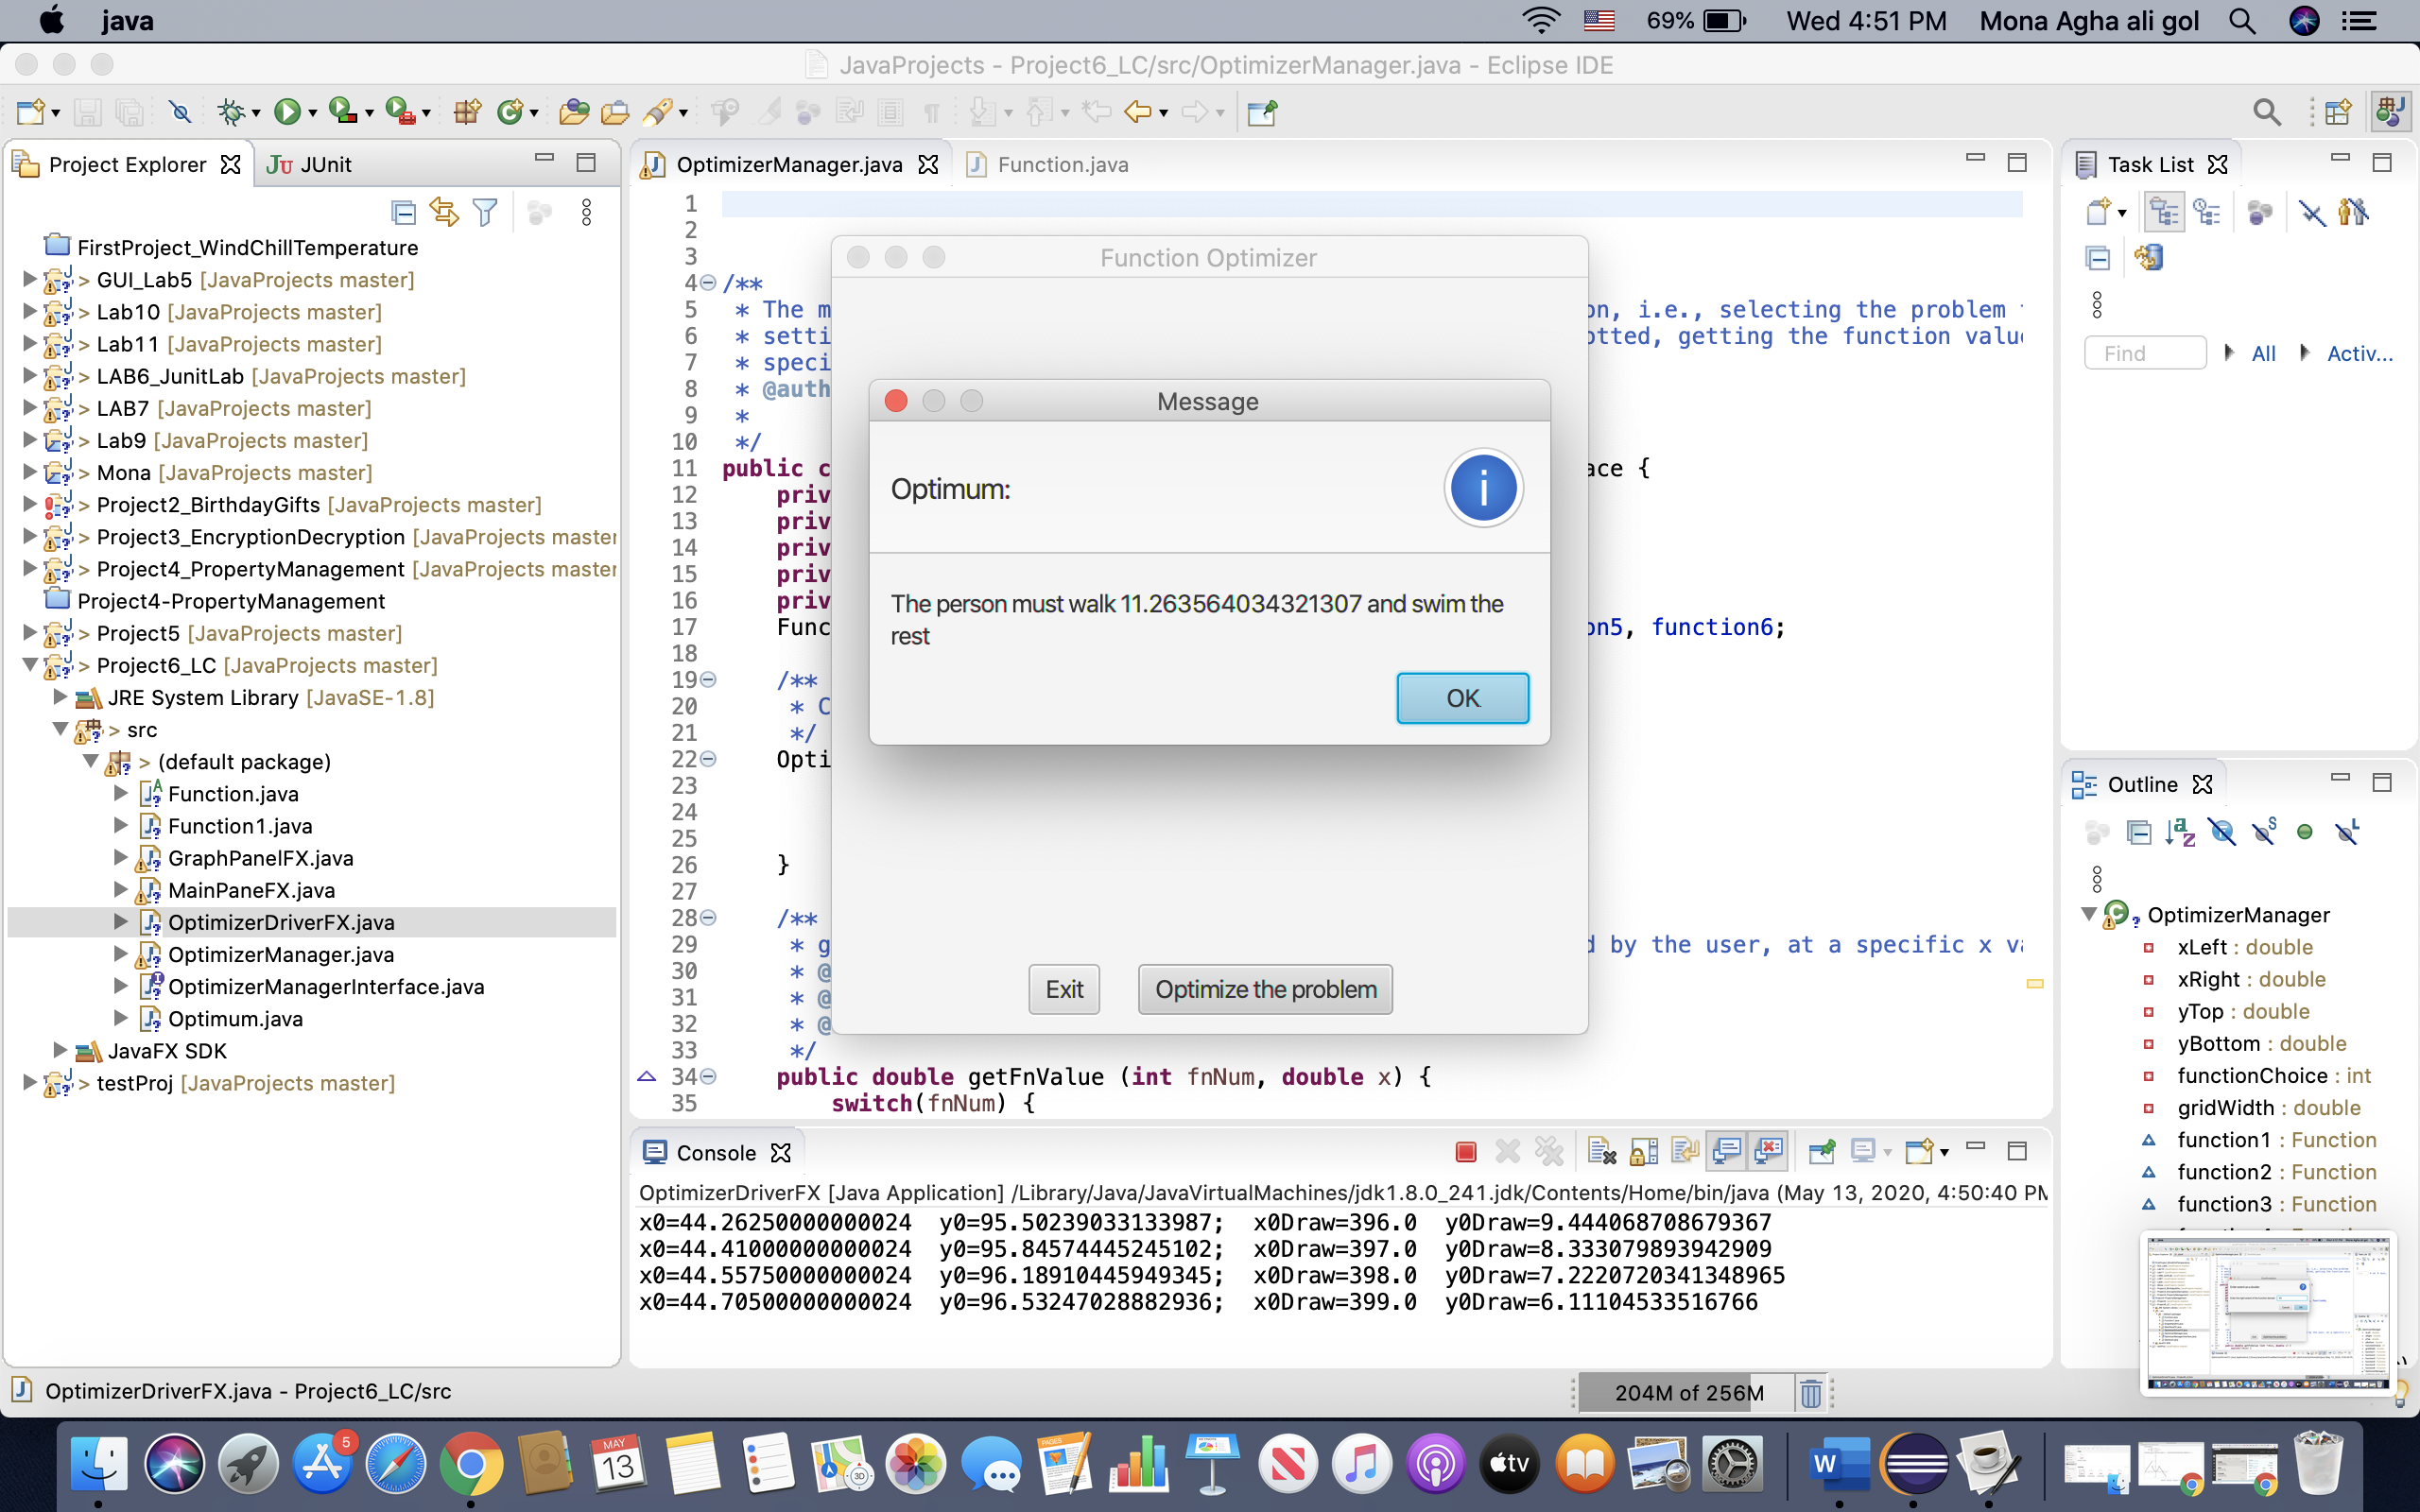 java
69%
Wed 4:51 PM
Mona Agha ali gol
JavaProjects - Project6_LC/src/OptimizerManager.java - Eclipse IDE
Project Explorer
JUnit
FirstProject_WindChillTemperature
> GUI_Lab5 [JavaProjects master]
> Lab10 [JavaProjects master]
> Lab11 [JavaProjects master]
> LAB6_JunitLab [JavaProjects master]
> LAB7 [JavaProjects master]
> Lab9 [JavaProjects master]
> Mona [JavaProjects master]
> Project2_BirthdayGifts [JavaProjects master]
> Project3_EncryptionDecryption [JavaProjects master
> Project4_PropertyManagement [JavaProjects master
Project4-PropertyManagement
> Project5 [JavaProjects master]
> Project6_LC [JavaProjects master]
JRE System Library [JavaSE-1.8]
> src
> (default package)
Function.java
Function1.java
GraphPanelFX.java
MainPaneFX.java
OptimizerDriverFX.java
OptimizerManager.java
OptimizerManagerInterface.java
Optimum.java
JavaFX SDK
> testProj [JavaProjects master]
OptimizerManager.java
Function.java
1
2
3
4 /**
5 * The m on, i.e., selecting the problem
6 * setti otted, getting the function valu
7 * speci
8 * @auth
9 *
10 */
11 public c ace {
12 priv
13 priv
14 priv
15 priv
16 priv
17 Func on5, function6;
18
19 /**
20 * C
21 */
22 Opti
23
24
25
26 }
27
28 /**
29 * g d by the user, at a specific x va
30 * @
31 * @
32 * @
33 */
34 public double getFnValue (int fnNum, double x) {
35 switch(fnNum) {
Function Optimizer
Message
Optimum:
The person must walk 11.263564034321307 and swim the
rest
OK
Exit
Optimize the problem
Console
OptimizerDriverFX [Java Application] /Library/Java/JavaVirtualMachines/jdk1.8.0_241.jdk/Contents/Home/bin/java (May 13, 2020, 4:50:40 PM
x0=44.26250000000024 y0=95.50239033133987; x0Draw=396.0 y0Draw=9.444068708679367
x0=44.41000000000024 y0=95.84574445245102; x0Draw=397.0 y0Draw=8.333079893942909
x0=44.55750000000024 y0=96.18910445949345; x0Draw=398.0 y0Draw=7.2220720341348965
x0=44.70500000000024 y0=96.53247028882936; x0Draw=399.0 y0Draw=6.11104533516766
Task List
Find
All
Activ...
Outline
OptimizerManager
xLeft : double
xRight : double
yTop : double
yBottom : double
functionChoice : int
gridWidth : double
function1 : Function
function2 : Function
function3 : Function
OptimizerDriverFX.java - Project6_LC/src
204M of 256M
5
MAY
13
PAGES
3D
tv
W